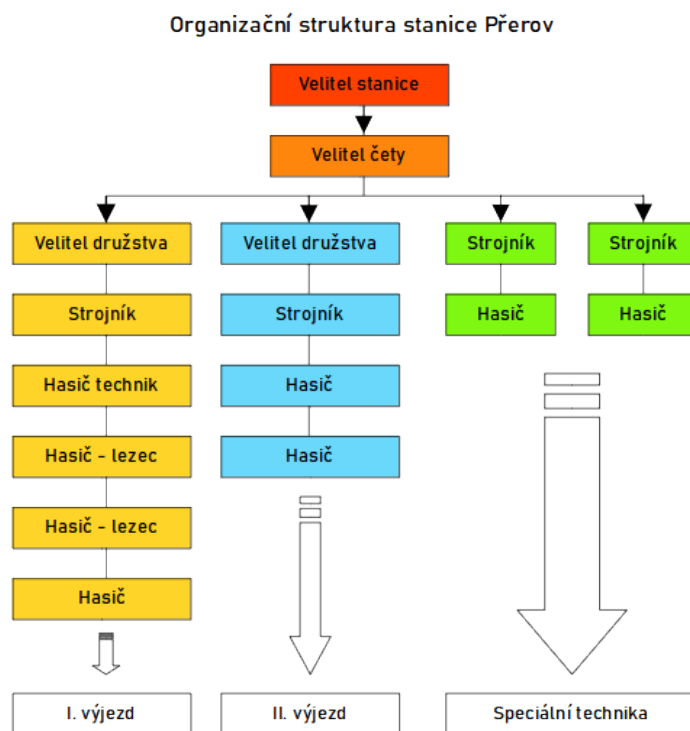 Organizační struktura stanice Přerov
Velitel stanice
Velitel čety
Velitel družstva
Strojník
Hasič technik
Hasič - lezec
Hasič - lezec
Hasič
I. výjezd
Velitel družstva
Strojník
Hasič
Hasič
II. výjezd
Strojník
Hasič
Strojník
Hasič
Speciální technika